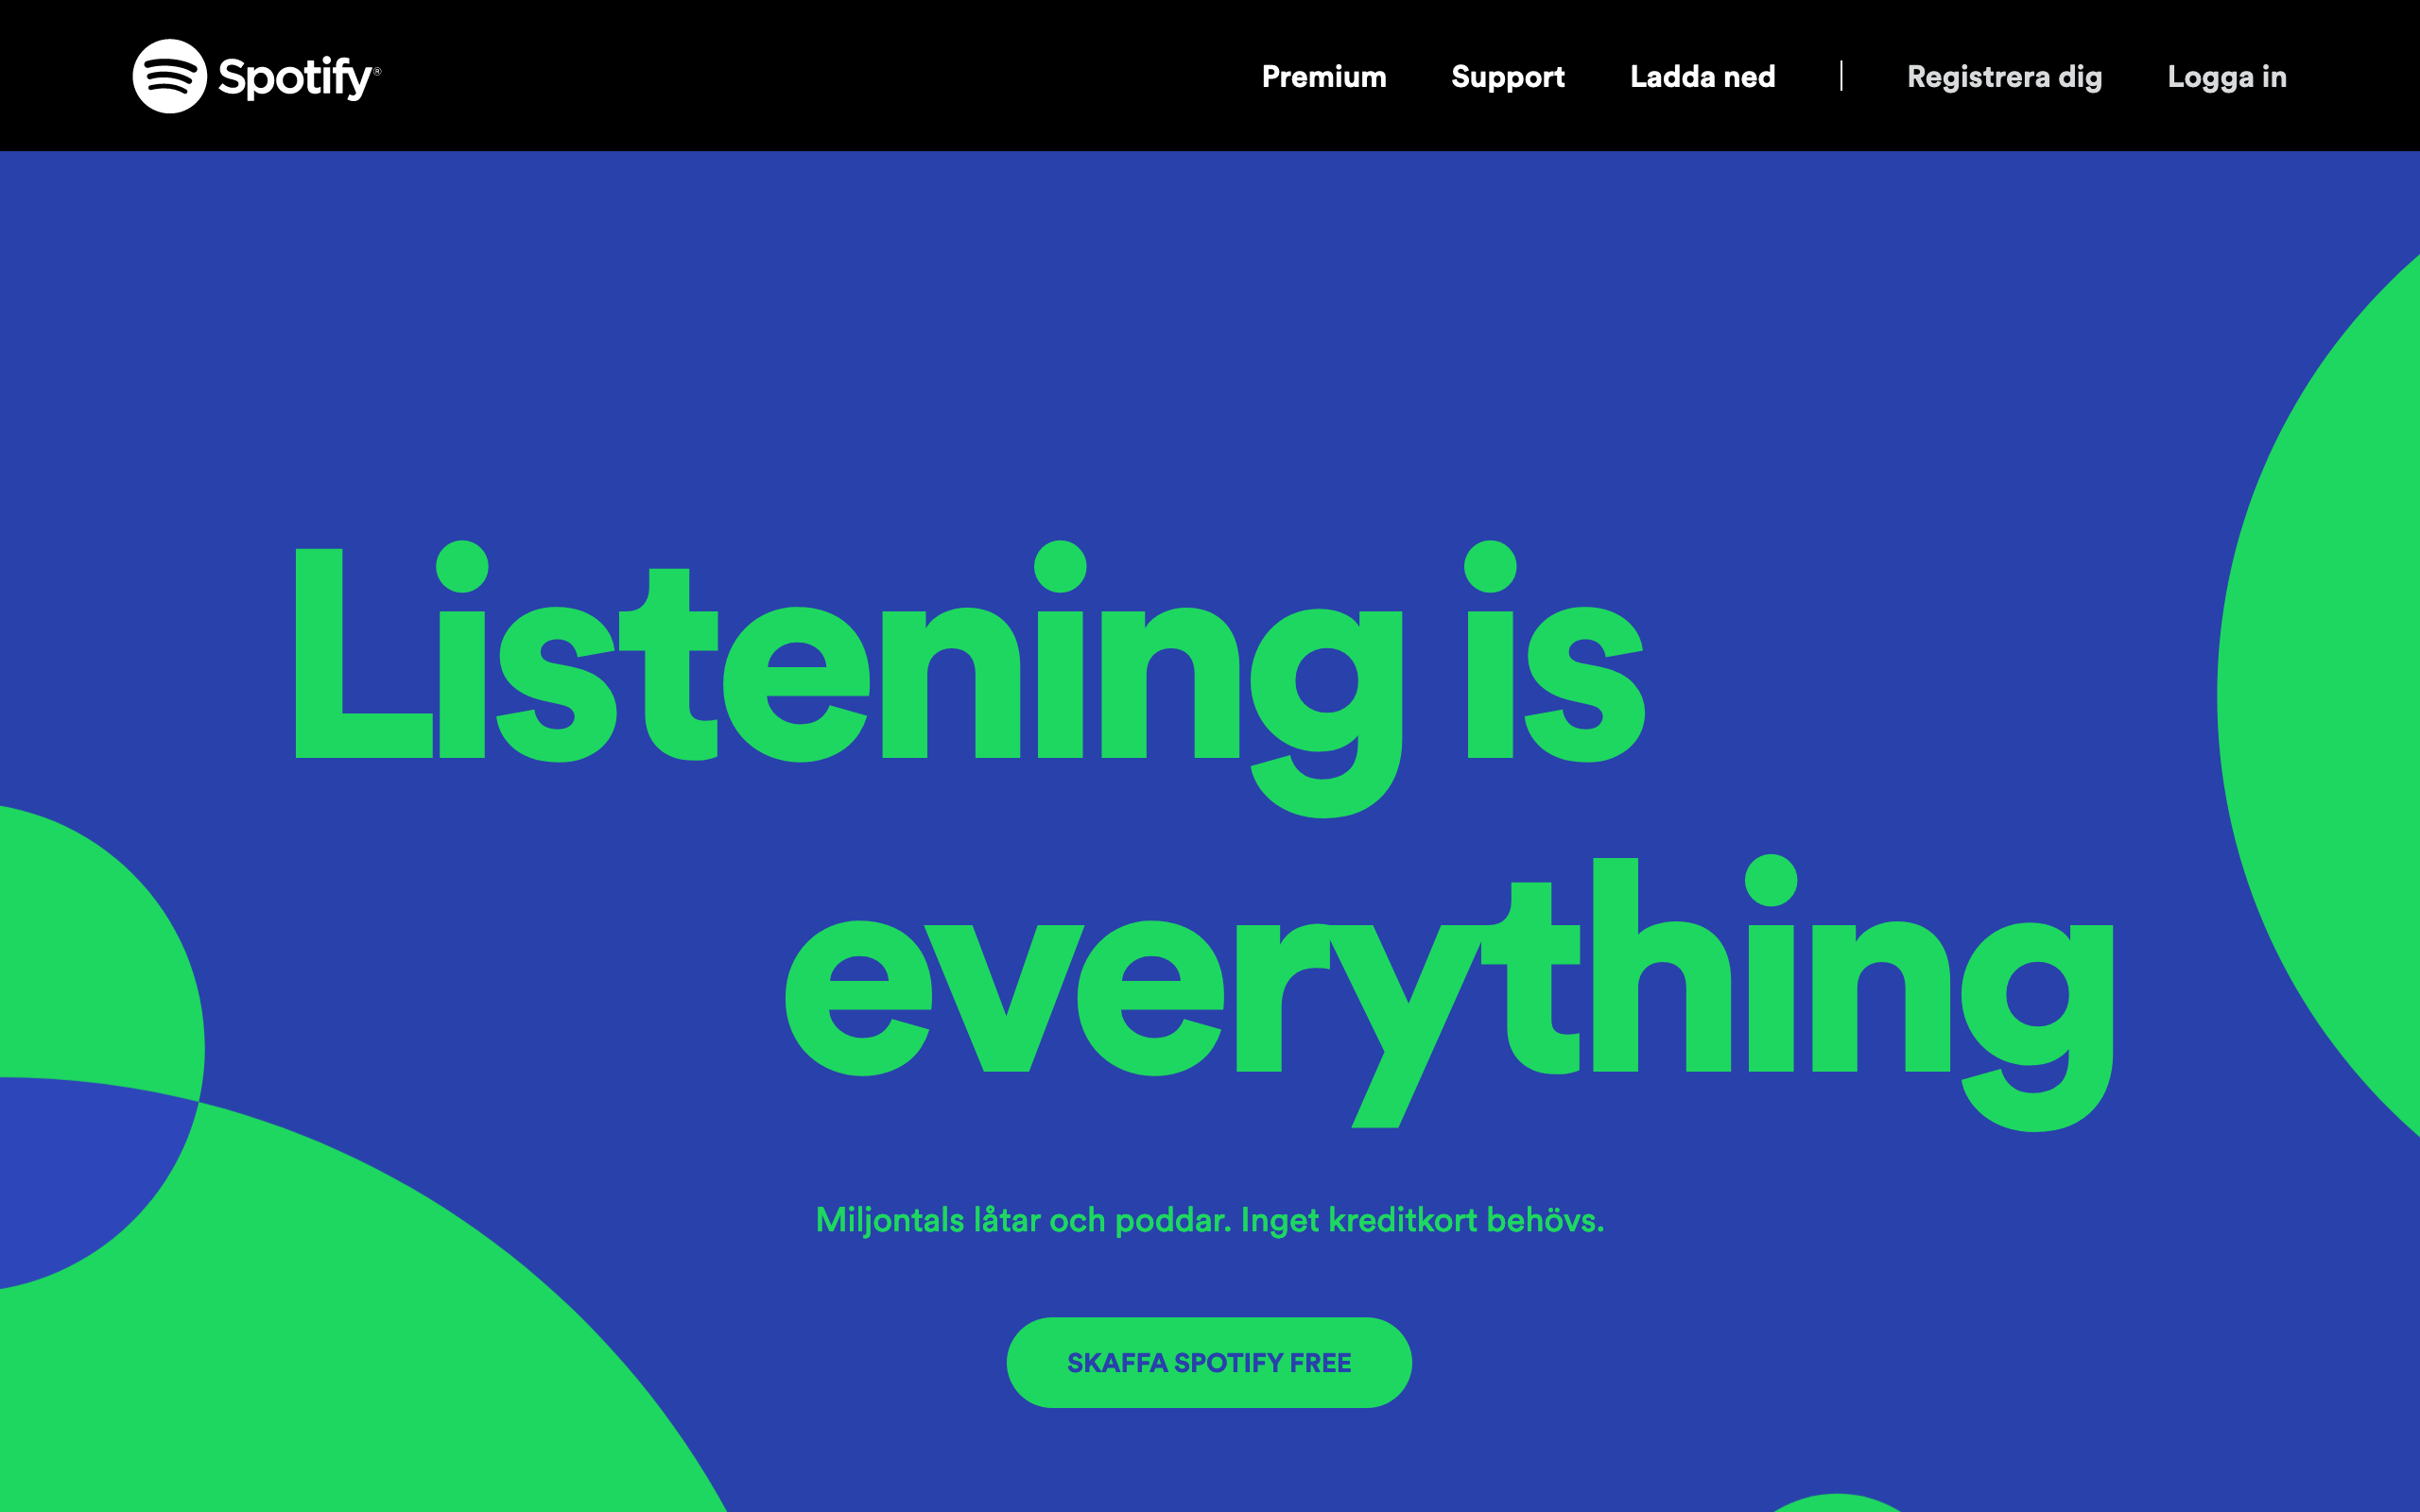 Spotify®
Premium Support Ladda ned Registrera dig Logga in
Listening is
everything
Miljontals låtar och poddar. Inget kreditkort behövs.
SKAFFA SPOTIFY FREE